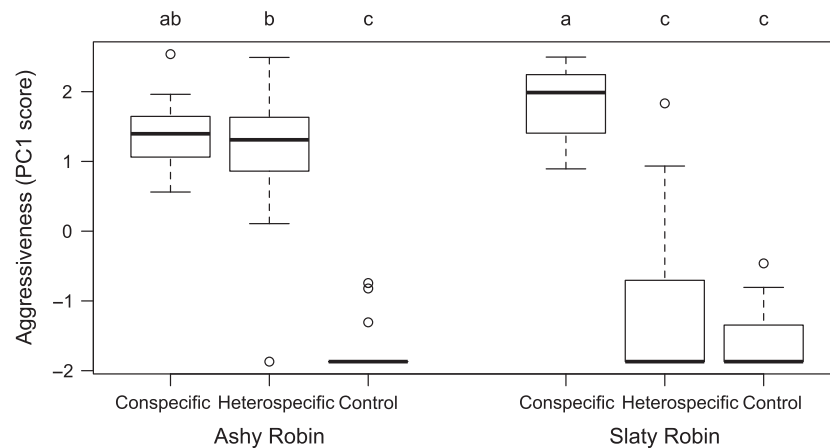 ab b c a c c
Aggressiveness (PC1 score)
2
1
0
–1
–2
Conspecific Heterospecific Control Conspecific Heterospecific Control
Ashy Robin Slaty Robin